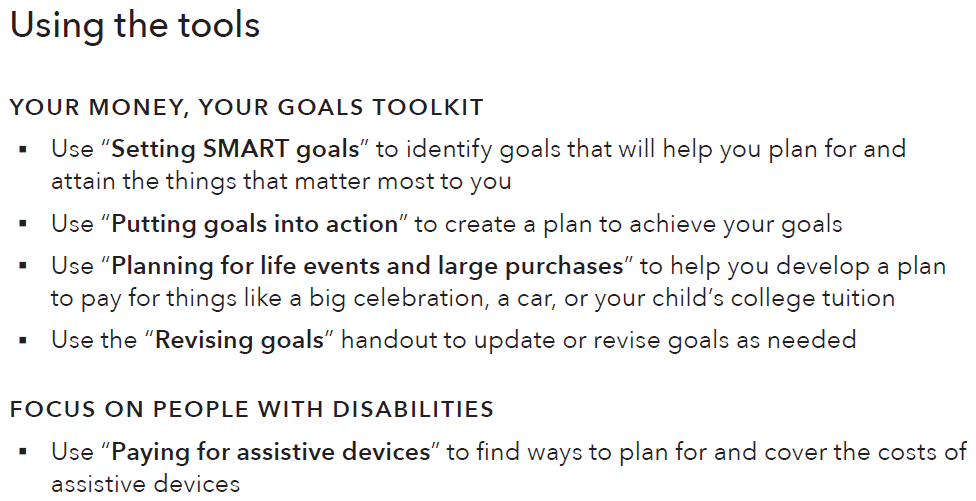 Using the tools
YOUR MONEY, YOUR GOALS TOOLKIT
▪ Use “Setting SMART goals” to identify goals that will help you plan for and
attain the things that matter most to you
▪ Use “Putting goals into action” to create a plan to achieve your goals
▪ Use “Planning for life events and large purchases” to help you develop a plan
to pay for things like a big celebration, a car, or your child’s college tuition
▪ Use the “Revising goals” handout to update or revise goals as needed
FOCUS ON PEOPLE WITH DISABILITIES
▪ Use “Paying for assistive devices” to find ways to plan for and cover the costs of
assistive devices